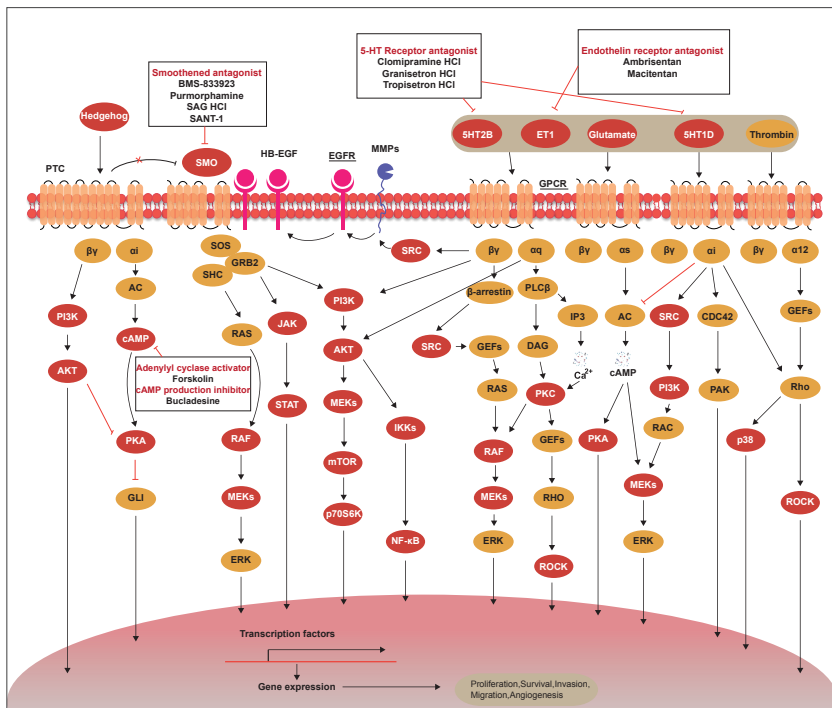 5-HT Receptor antagonist
Clomipramine HCl
Granisetron HCl
Tropisetron HCl
Endothelin receptor antagonist
Ambrisentan
Macitentan
Smoothened antagonist
BMS-833923
Purmorphamine
SAG HCl
SANT-1
Hedgehog
PTC
SMO
HB-EGF
EGFR
MMPs
5HT2B
ET1
Glutamate
5HT1D
Thrombin
GPCR
βγ
αi
SOS
GRB2
SHC
SRC
βγ
αq
βγ
αs
βγ
αi
βγ
α12
AC
β-arrestin
PLCβ
PI3K
cAMP
RAS
JAK
PI3K
AKT
SRC
GEFs
DAG
IP3
Ca2+
AC
cAMP
SRC
CDC42
GEFs
AKT
Adenylyl cyclase activator
Forskolin
cAMP production inhibitor
Bucladesine
STAT
MEKs
IKKs
RAS
PKC
PI3K
PAK
Rho
PKA
RAF
mTOR
RAF
GEFs
PKA
RAC
p38
GLI
MEKs
p70S6K
MEKs
RHO
MEKs
ROCK
ERK
NF-κB
ERK
ROCK
ERK
Transcription factors
Gene expression
Proliferation,Survival,Invasion,
Migration,Angiogenesis